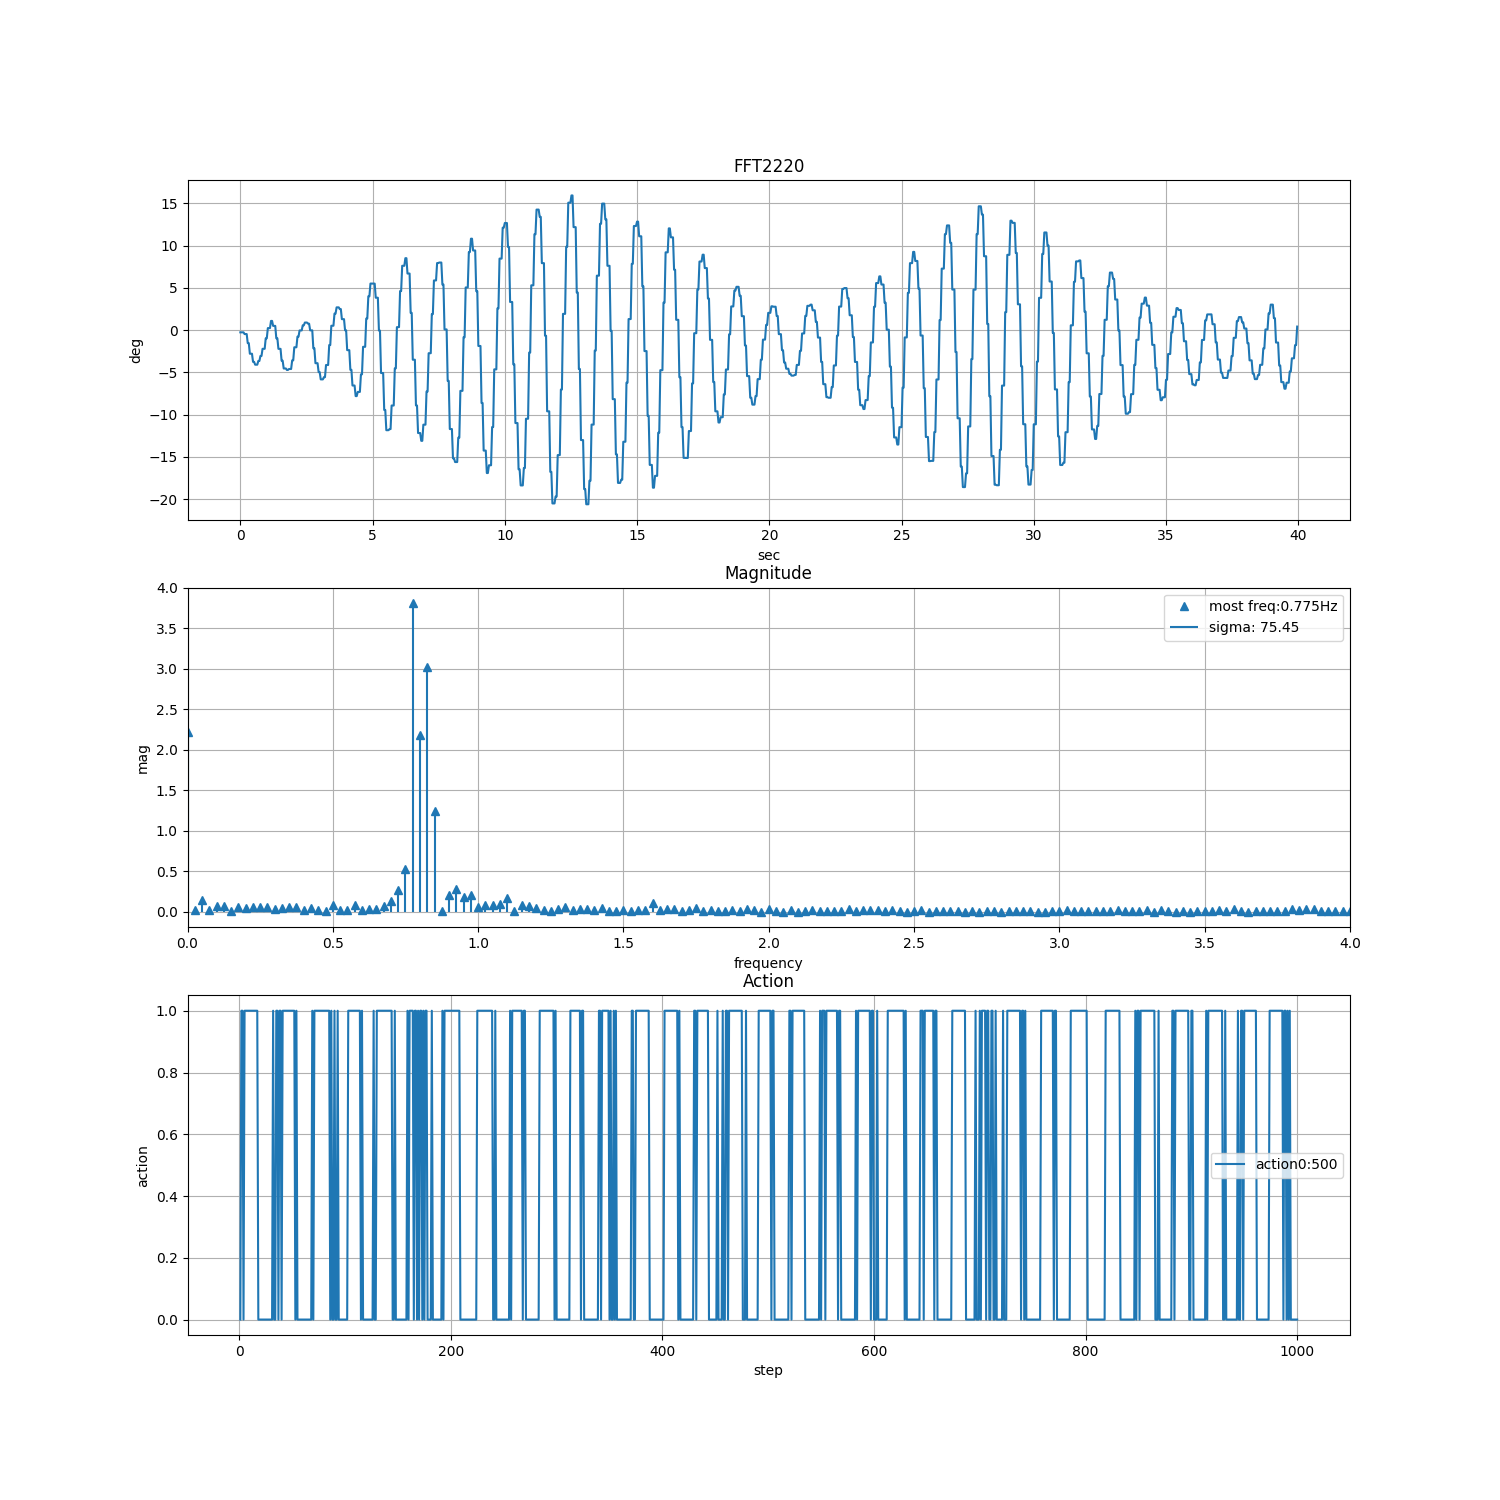 FFT2220
15
10
5
0
−5
−10
−15
−20
deg
0 5 10 15 20 25 30 35 40
sec
Magnitude
4.0
3.5
3.0
2.5
2.0
1.5
1.0
0.5
0.0
mag
most freq:0.775Hz
sigma: 75.45
0.0 0.5 1.0 1.5 2.0 2.5 3.0 3.5 4.0
frequency
Action
1.0
0.8
0.6
0.4
0.2
0.0
action
action0:500
0 200 400 600 800 1000
step